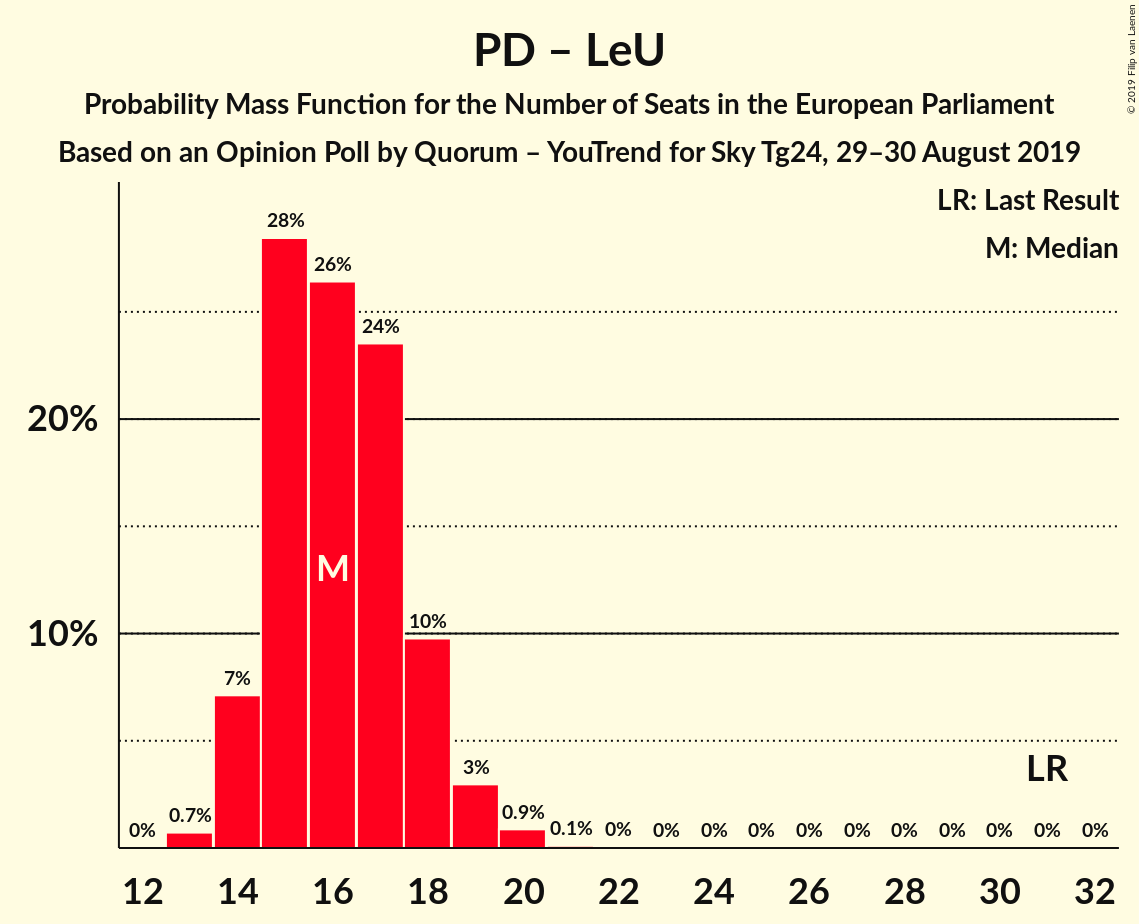 PD – LeU
Probability Mass Function for the Number of Seats in the European Parliament
Based on an Opinion Poll by Quorum – YouTrend for Sky Tg24, 29–30 August 2019
© 2019 Filip van Laenen
LR: Last Result
M: Median
28%
26%
24%
20%
M
10%
10%
7%
3%
LR
0% 0.7% 0.9% 0.1% 0% 0% 0% 0% 0% 0% 0% 0% 0% 0% 0%
12 14 16 18 20 22 24 26 28 30 32